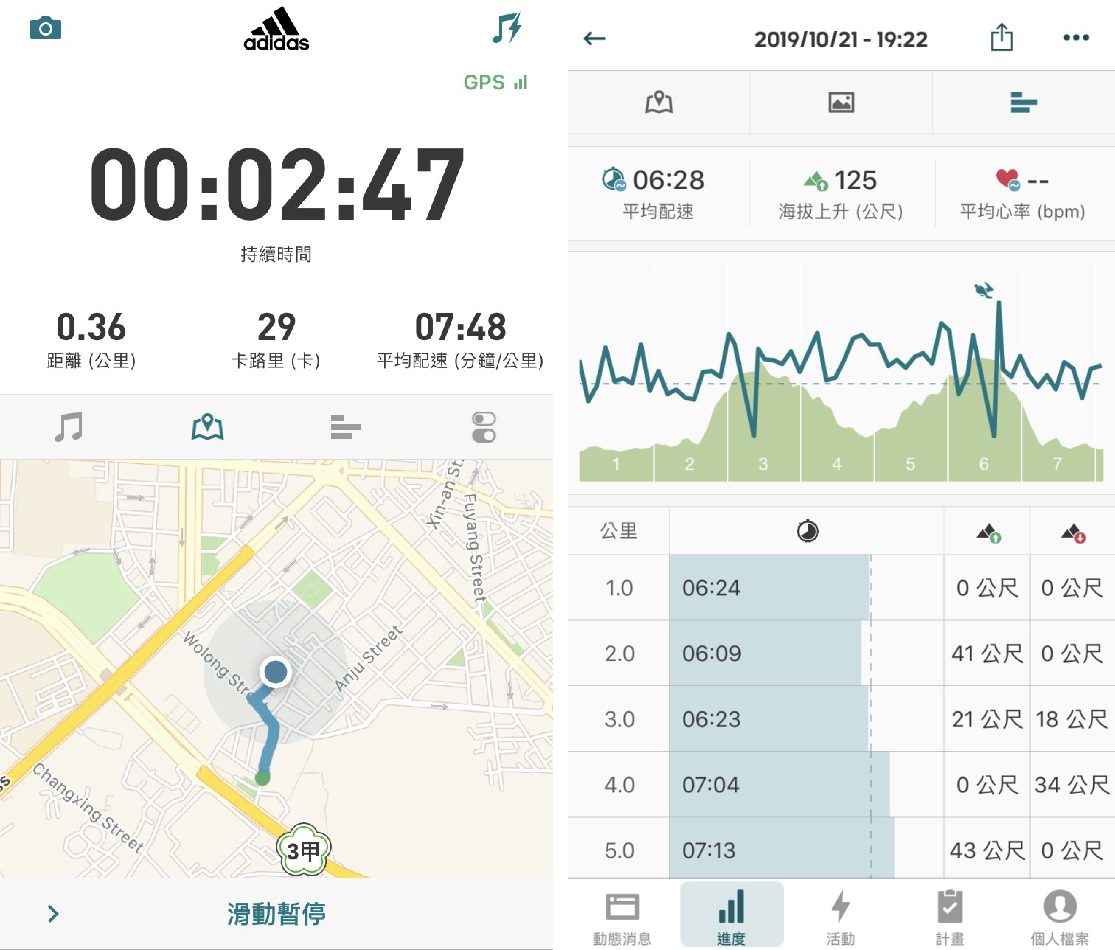 adidas
GPS
00:02:47
持續時間
0.36
29
07:48
距離 (公里)
卡路里 (卡)
平均配速 (分鐘/公里)
Xin-an St.
Fuyang Street
Wolong Stre
Anju Street
Changxing Street
3甲
滑動暫停
2019/10/21 - 19:22
06:28
125
--
平均配速
海拔上升 (公尺)
平均心率 (bpm)
1 2 3 4 5 6 7
公里
1.0 06:24 0 公尺 0 公尺
2.0 06:09 41 公尺 0 公尺
3.0 06:23 21 公尺 18 公尺
4.0 07:04 0 公尺 34 公尺
5.0 07:13 43 公尺 0 公尺
動態消息
進度
活動
計畫
個人檔案